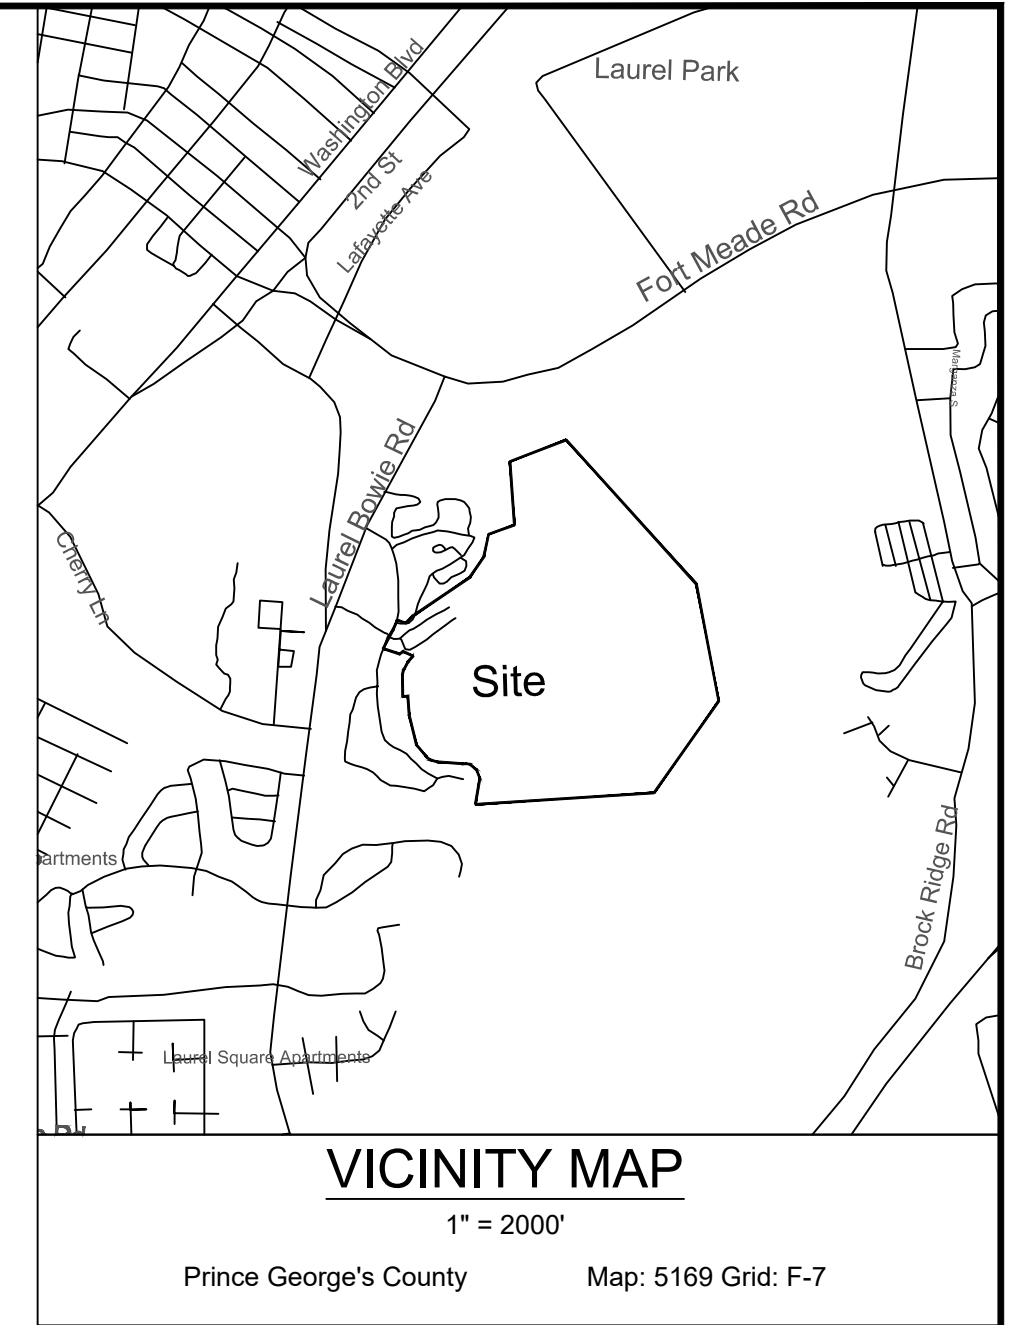 Laurel Park
Washington Blvd
2nd St
Lafayette Ave
Fort Meade Rd
Laurel Bowie Rd
Cherry Ln
Site
Brock Ridge Rd
Laurel Square Apartments
VICINITY MAP
1" = 2000'
Prince George's County
Map: 5169 Grid: F-7